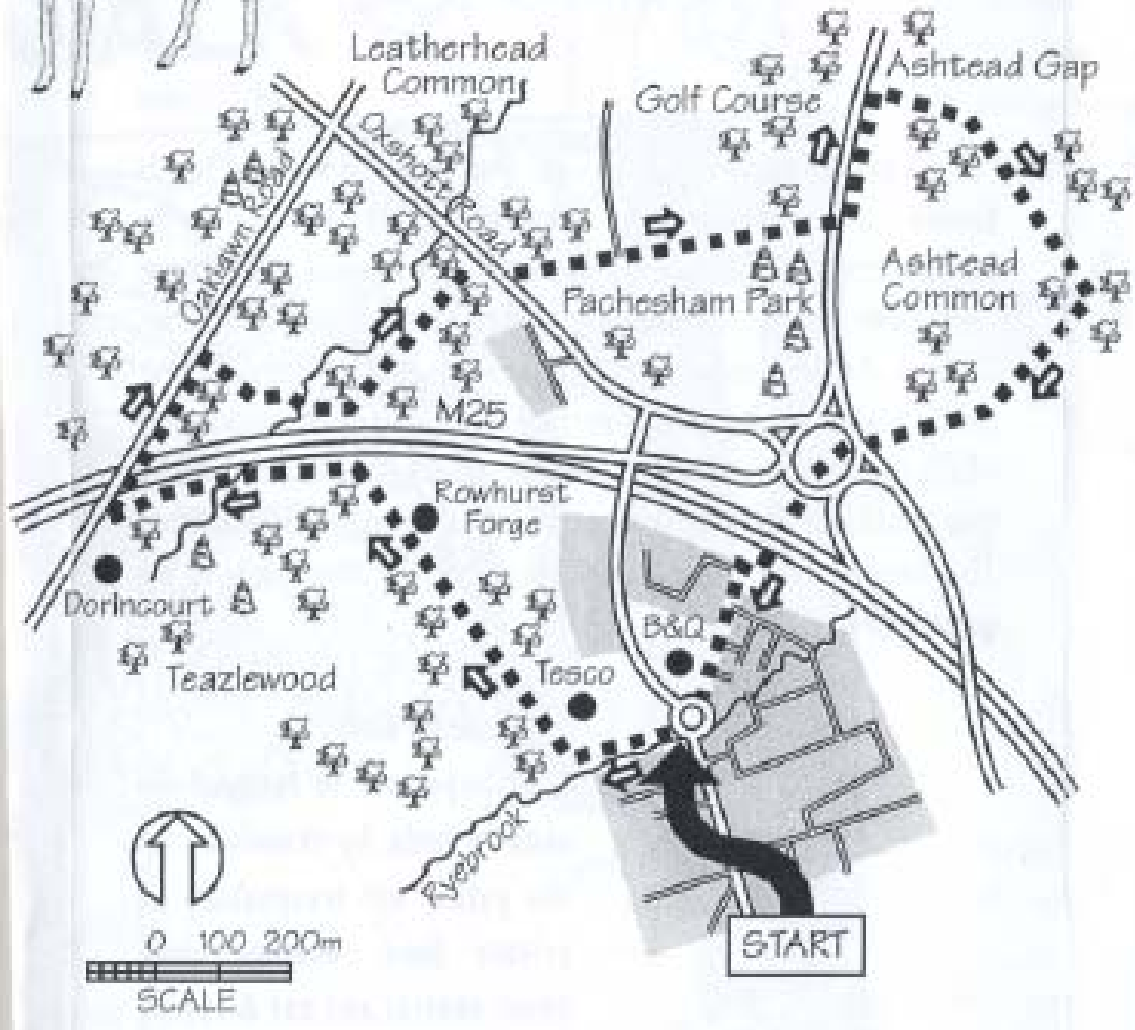 Leatherhead
Common
Golf Course
Ashtead Gap
Oxshott Road
Oaklawn Road
Ashtead
Common
Pachesham Park
M25
Rowhurst
Forge
Dorincourt
B&Q
Tesco
Teazlewood
Ryebrook
0 100 200m
SCALE
START